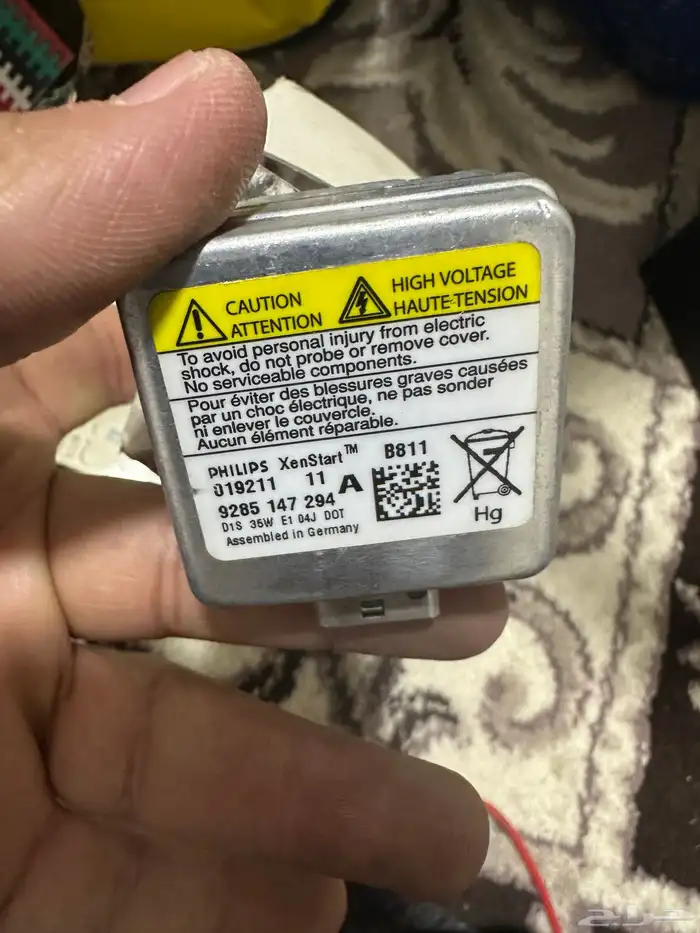 CAUTION
ATTENTION
HIGH VOLTAGE
HAUTE-TENSION
To avoid personal injury from electric
shock, do not probe or remove cover.
No serviceable components.
Pour éviter des blessures graves causées
par un choc électrique, ne pas sonder
ni enlever le couvercle.
Aucun élément réparable.
PHILIPS XenStart™ B811
019211 11 A
9285 147 294
D1S 35W E1 04J DOT
Assembled in Germany
Hg
حراج